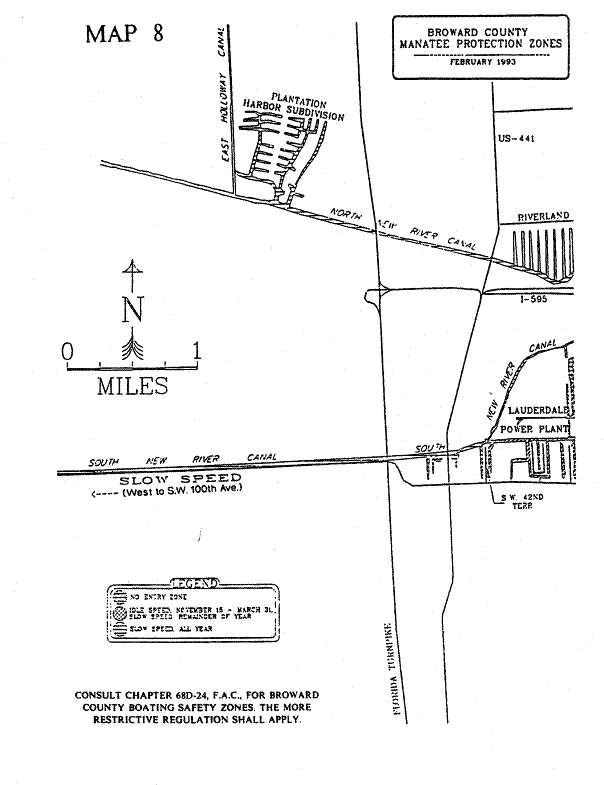 MAP 8
BROWARD COUNTY
MANATEE PROTECTION ZONES
FEBRUARY 1993
EAST HOLLOWAY CANAL
PLANTATION
HARBOR SUBDIVISION
US-441
NORTH NEW RIVER CANAL
RIVERLAND
I-595
N
0 1
MILES
NEW RIVER CANAL
LAUDERDALE
POWER PLANT
SOUTH NEW RIVER CANAL
SOUTH
SLOW SPEED
<---- (West to S.W. 100th Ave.)
S.W. 42ND
TERR.
LEGEND
NO ENTRY ZONE
IDLE SPEED, NOVEMBER 15 - MARCH 31,
SLOW SPEED REMAINDER OF YEAR
SLOW SPEED, ALL YEAR
FLORIDA TURNPIKE
CONSULT CHAPTER 68D-24, F.A.C., FOR BROWARD
COUNTY BOATING SAFETY ZONES. THE MORE
RESTRICTIVE REGULATION SHALL APPLY.